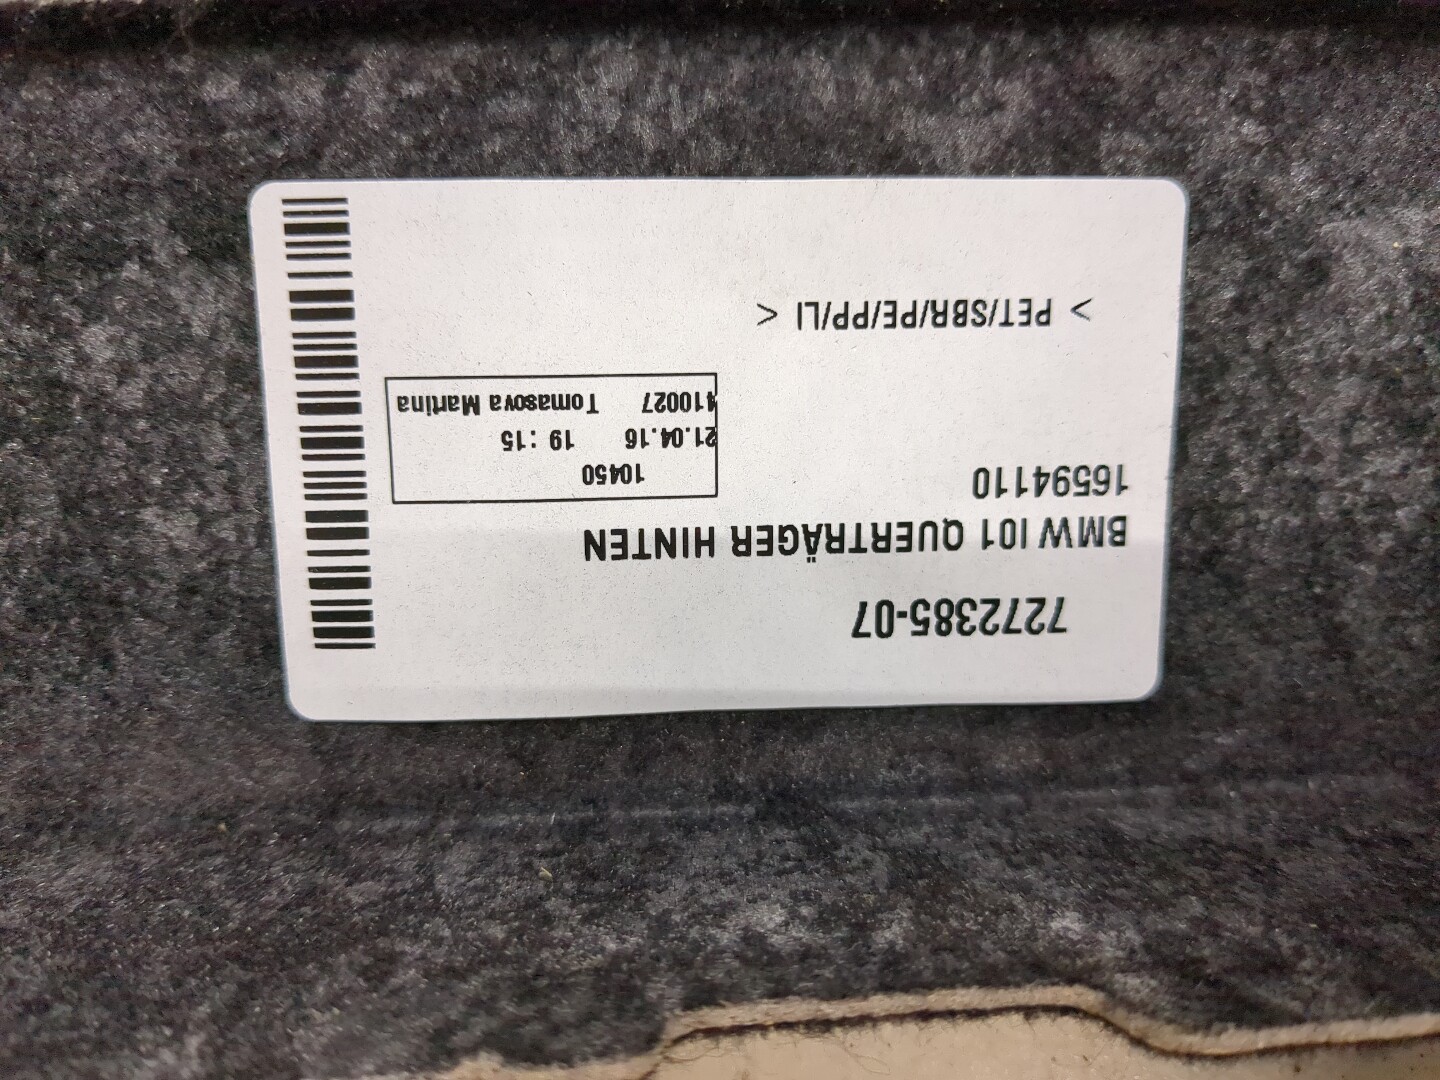 7272385-07
BMW I01 QUERTRÄGER HINTEN
16594110
10450
21.04.16 19:15
410027 Tomasova Martina
> PET/SBR/PE/PP/LI <